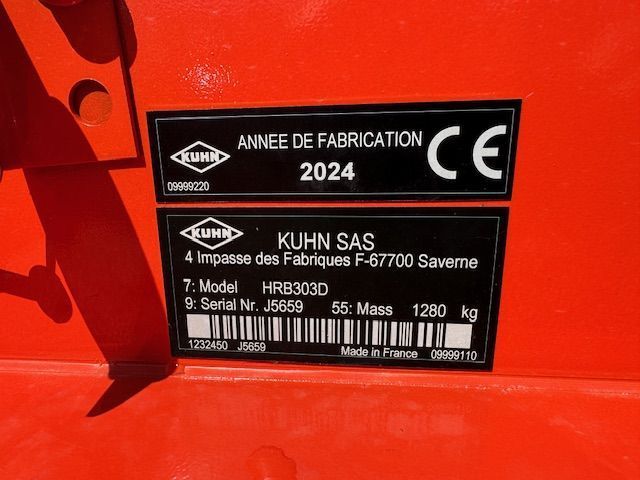 KUHN
ANNEE DE FABRICATION
2024
CE
09999220
KUHN
KUHN SAS
4 Impasse des Fabriques F-67700 Saverne
7: Model HRB303D
9: Serial Nr. J5659 55: Mass 1280 kg
1232450 J5659 Made in France 09999110